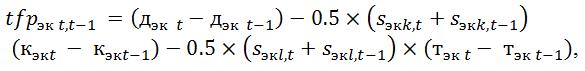 tfpэк t,t−1 = (дэк t − дэк t−1) − 0.5 × (sэкk,t + sэкk,t−1)
(кэкt − кэкt−1) − 0.5 × (sэкl,t + sэкl,t−1) × (тэк t − тэк t−1),